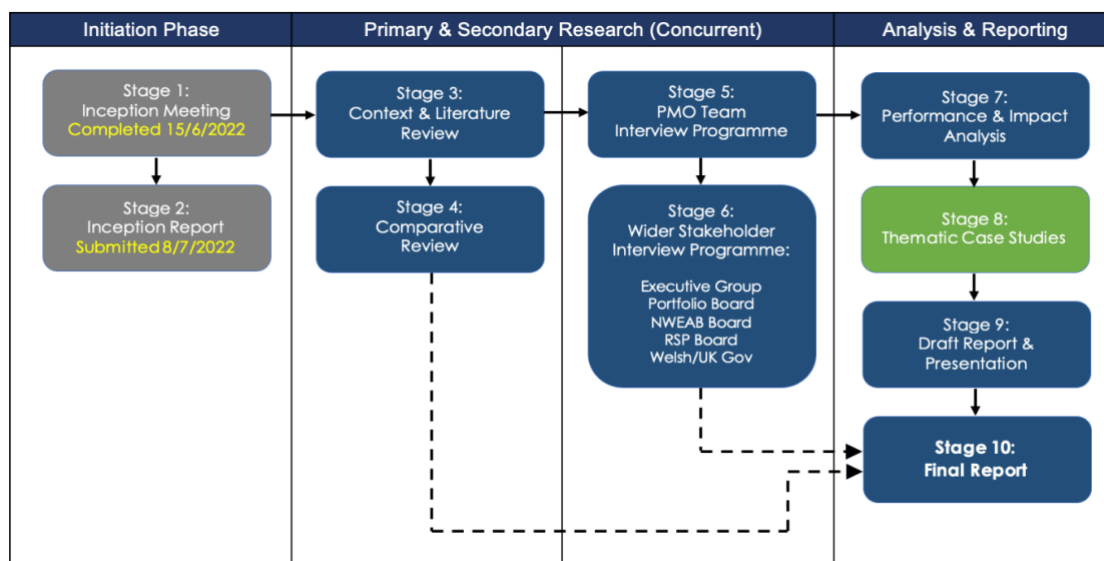 Initiation Phase
Primary & Secondary Research (Concurrent)
Analysis & Reporting
Stage 1:
Inception Meeting
Completed 15/6/2022
Stage 2:
Inception Report
Submitted 8/7/2022
Stage 3:
Context & Literature
Review
Stage 4:
Comparative
Review
Stage 5:
PMO Team
Interview Programme
Stage 6:
Wider Stakeholder
Interview Programme:
Executive Group
Portfolio Board
NWEAB Board
RSP Board
Welsh/UK Gov
Stage 7:
Performance & Impact
Analysis
Stage 8:
Thematic Case Studies
Stage 9:
Draft Report &
Presentation
Stage 10:
Final Report